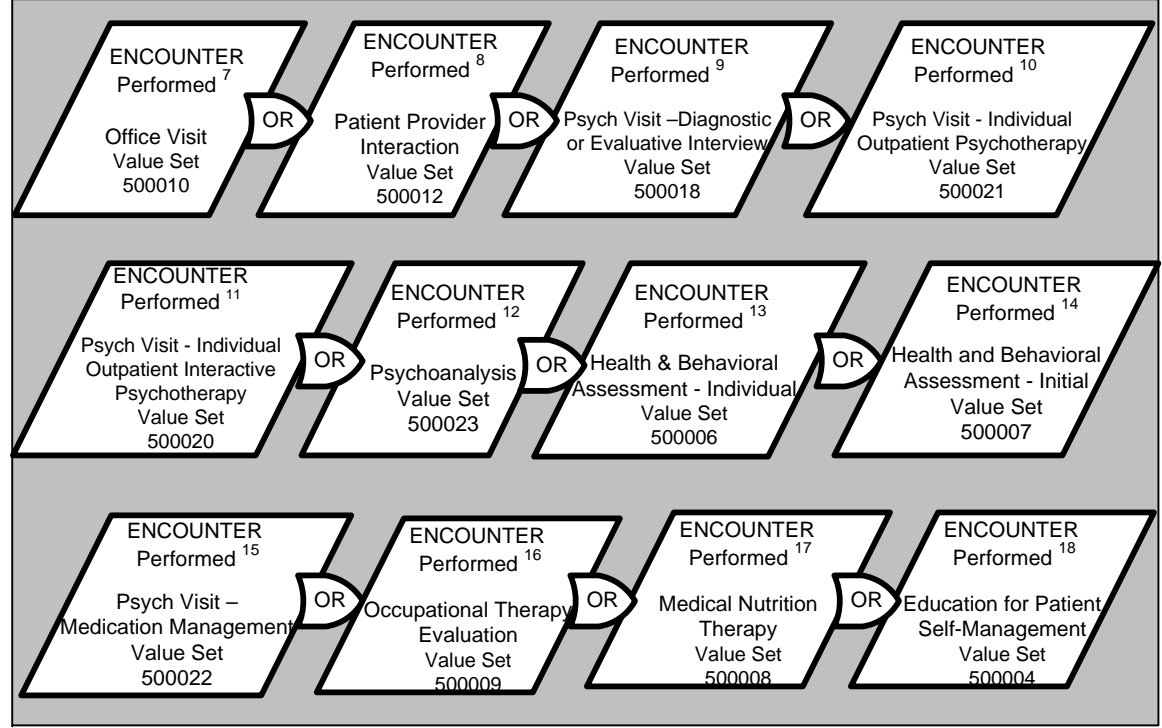 ENCOUNTER
Performed 7
Office Visit
Value Set
500010
OR
ENCOUNTER
Performed 8
Patient Provider
Interaction
Value Set
500012
OR
ENCOUNTER
Performed 9
Psych Visit –Diagnostic
or Evaluative Interview
Value Set
500018
OR
ENCOUNTER
Performed 10
Psych Visit - Individual
Outpatient Psychotherapy
Value Set
500021
ENCOUNTER
Performed 11
Psych Visit - Individual
Outpatient Interactive
Psychotherapy
Value Set
500020
OR
ENCOUNTER
Performed 12
Psychoanalysis
Value Set
500023
OR
ENCOUNTER
Performed 13
Health & Behavioral
Assessment - Individual
Value Set
500006
OR
ENCOUNTER
Performed 14
Health and Behavioral
Assessment - Initial
Value Set
500007
ENCOUNTER
Performed 15
Psych Visit –
Medication Management
Value Set
500022
OR
ENCOUNTER
Performed 16
Occupational Therapy
Evaluation
Value Set
500009
OR
ENCOUNTER
Performed 17
Medical Nutrition
Therapy
Value Set
500008
OR
ENCOUNTER
Performed 18
Education for Patient
Self-Management
Value Set
500004